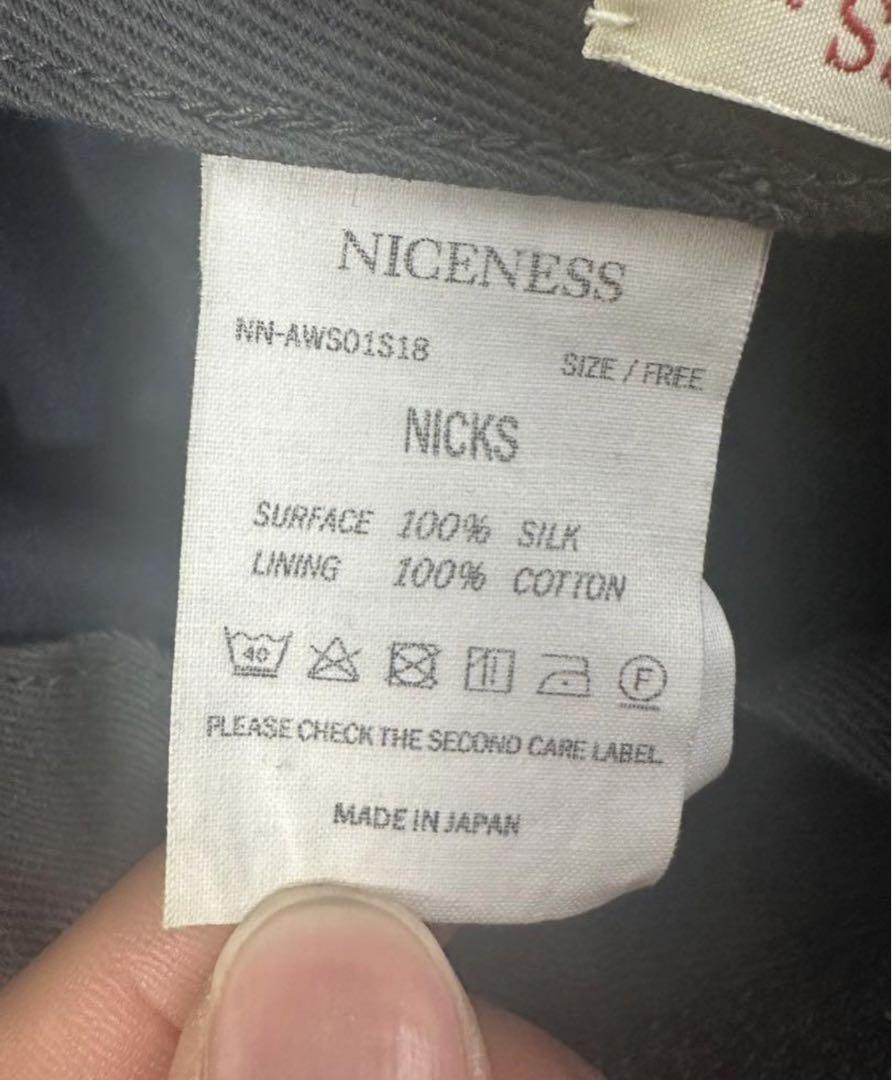 NICENESS
NN-AWS01S18
SIZE / FREE
NICKS
SURFACE 100% SILK
LINING 100% COTTON
40
F
PLEASE CHECK THE SECOND CARE LABEL.
MADE IN JAPAN